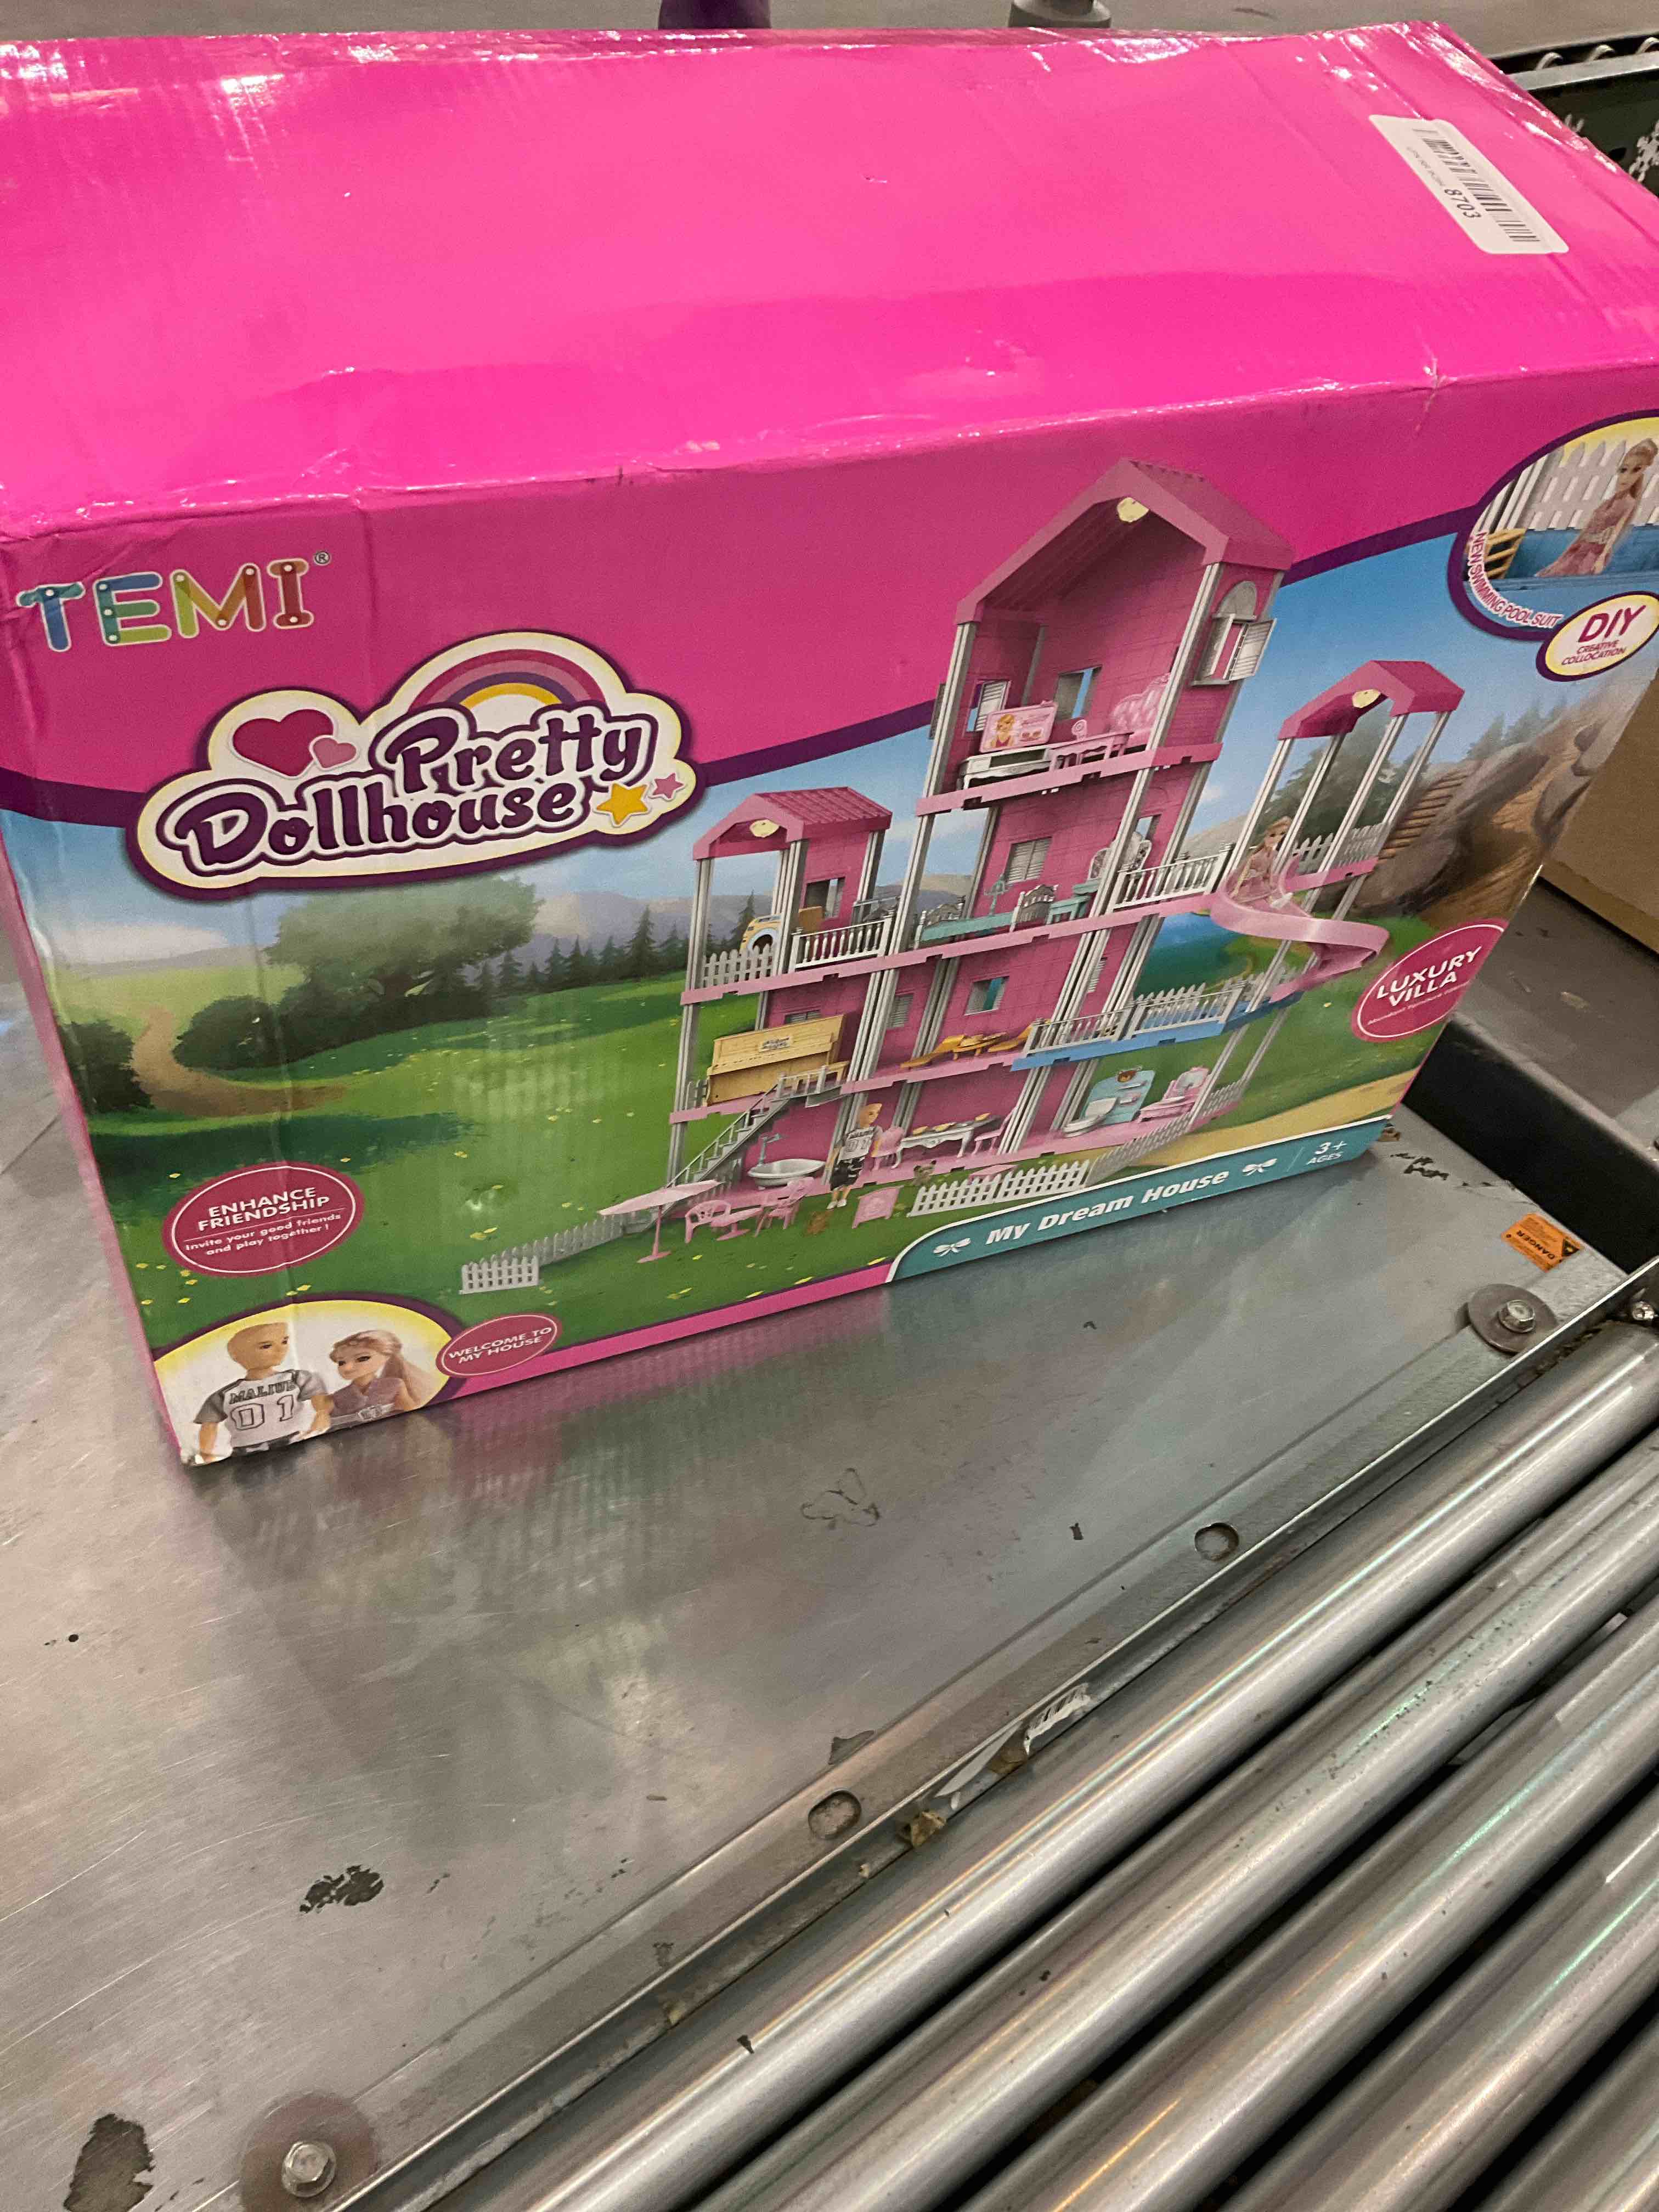 8703
TEMI®
Pretty
Dollhouse
NEW SWIMMING POOL SUIT
DIY
CREATIVE
COLLOCATION
LUXURY
VILLA
ENHANCE
FRIENDSHIP
Invite your good friends
and play together!
My Dream House
3+
AGES
WELCOME TO
MY HOUSE
MALIUN
01
DANGER